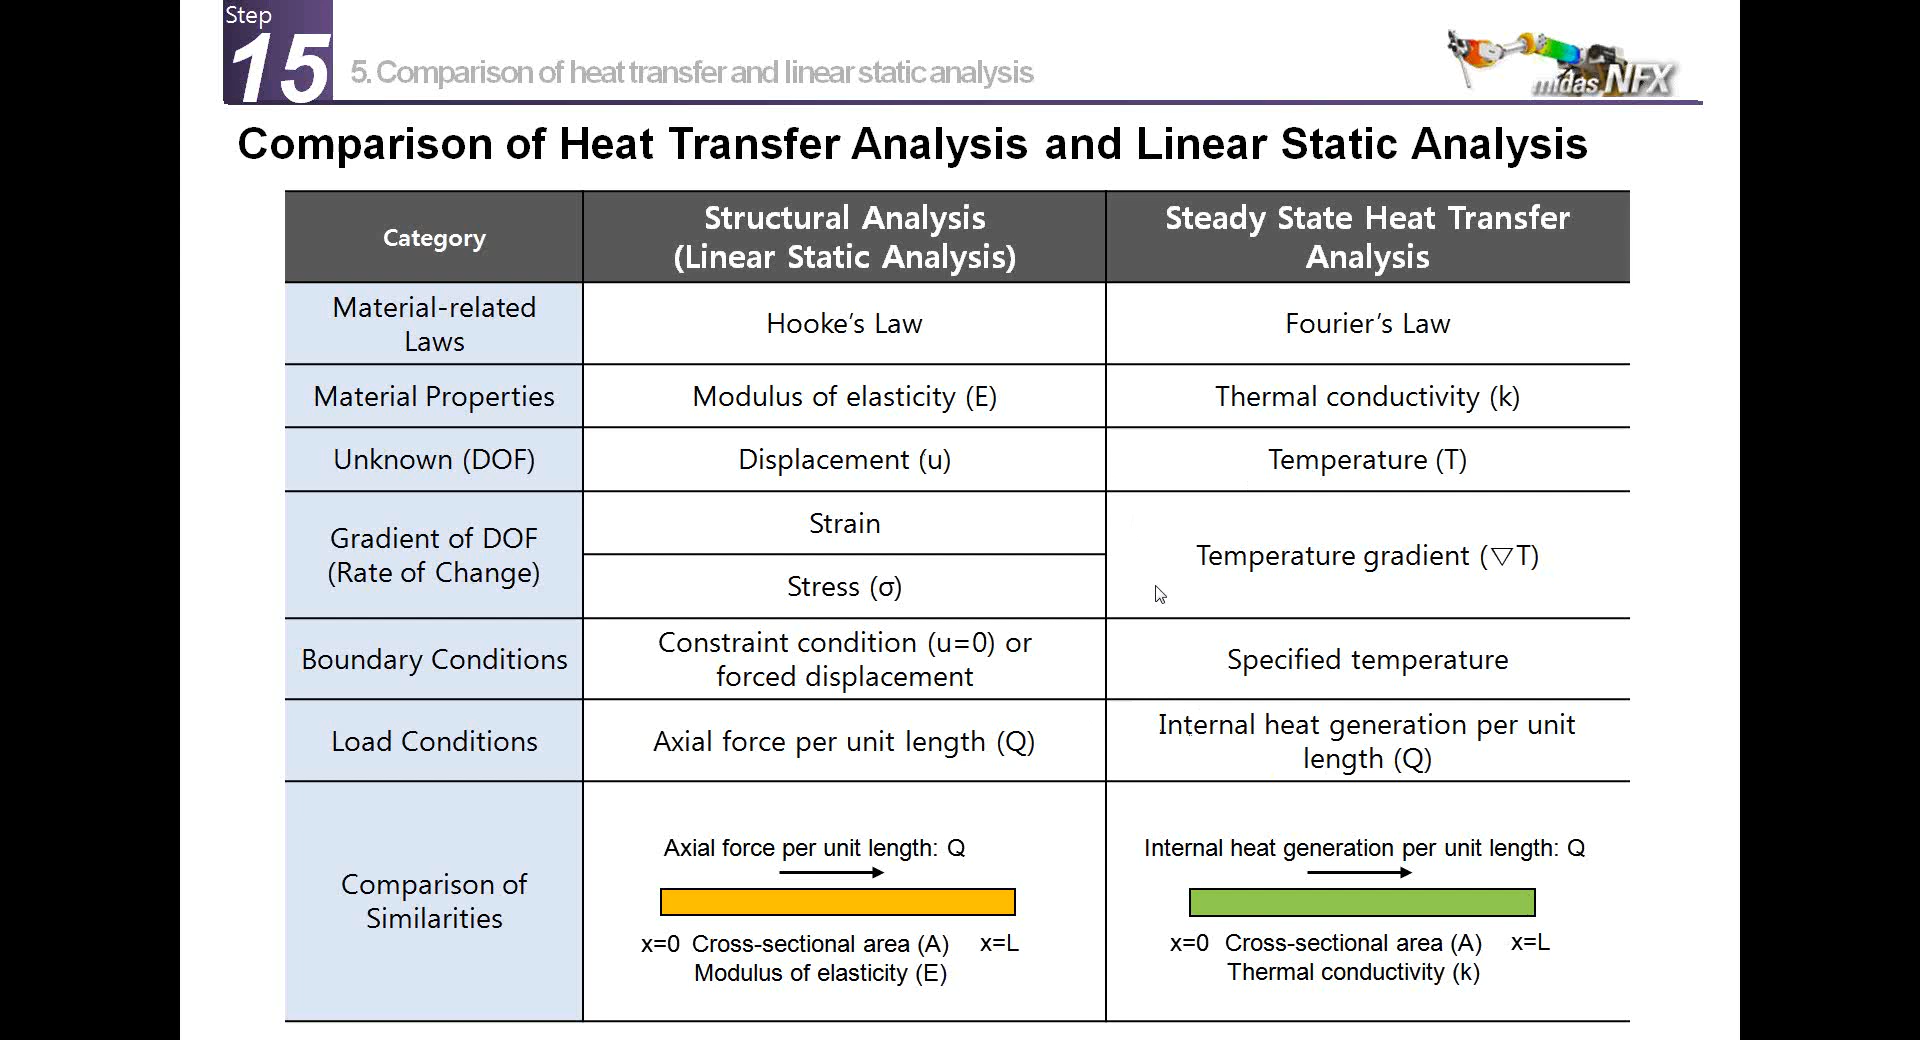 Step
15
5. Comparison of heat transfer and linear static analysis
midas NFX
Comparison of Heat Transfer Analysis and Linear Static Analysis
Category
Structural Analysis
(Linear Static Analysis)
Steady State Heat Transfer
Analysis
Material-related
Laws
Hooke's Law
Fourier's Law
Material Properties
Modulus of elasticity (E)
Thermal conductivity (k)
Unknown (DOF)
Displacement (u)
Temperature (T)
Gradient of DOF
(Rate of Change)
Strain
Stress (σ)
Temperature gradient (▽T)
Boundary Conditions
Constraint condition (u=0) or
forced displacement
Specified temperature
Load Conditions
Axial force per unit length (Q)
Internal heat generation per unit
length (Q)
Comparison of
Similarities
Axial force per unit length: Q
x=0 Cross-sectional area (A) x=L
Modulus of elasticity (E)
Internal heat generation per unit length: Q
x=0 Cross-sectional area (A) x=L
Thermal conductivity (k)